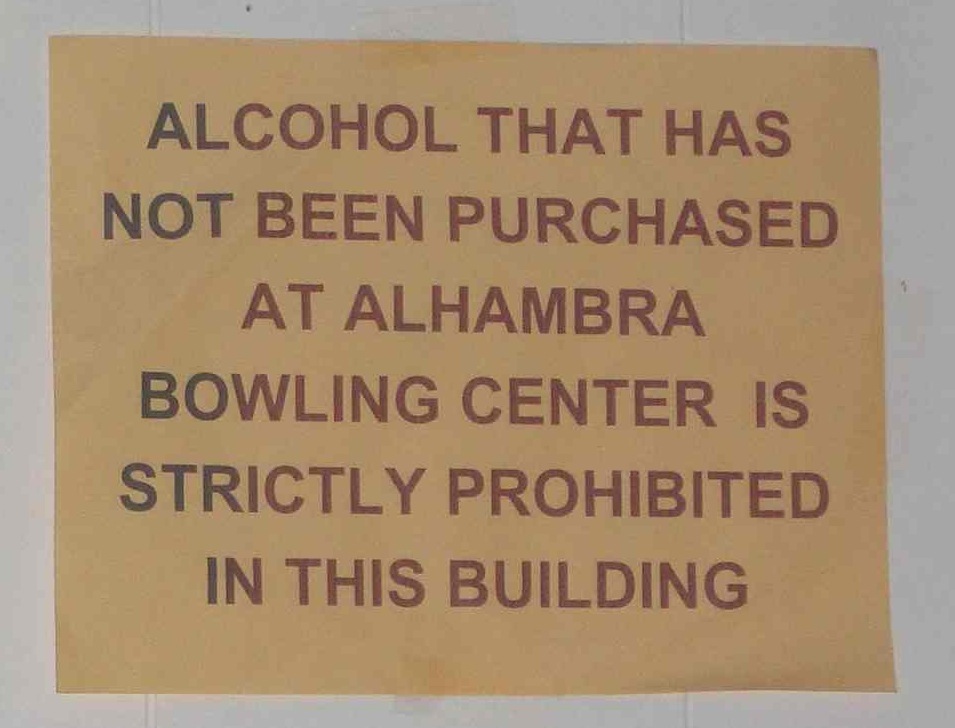 ALCOHOL THAT HAS
NOT BEEN PURCHASED
AT ALHAMBRA
BOWLING CENTER IS
STRICTLY PROHIBITED
IN THIS BUILDING